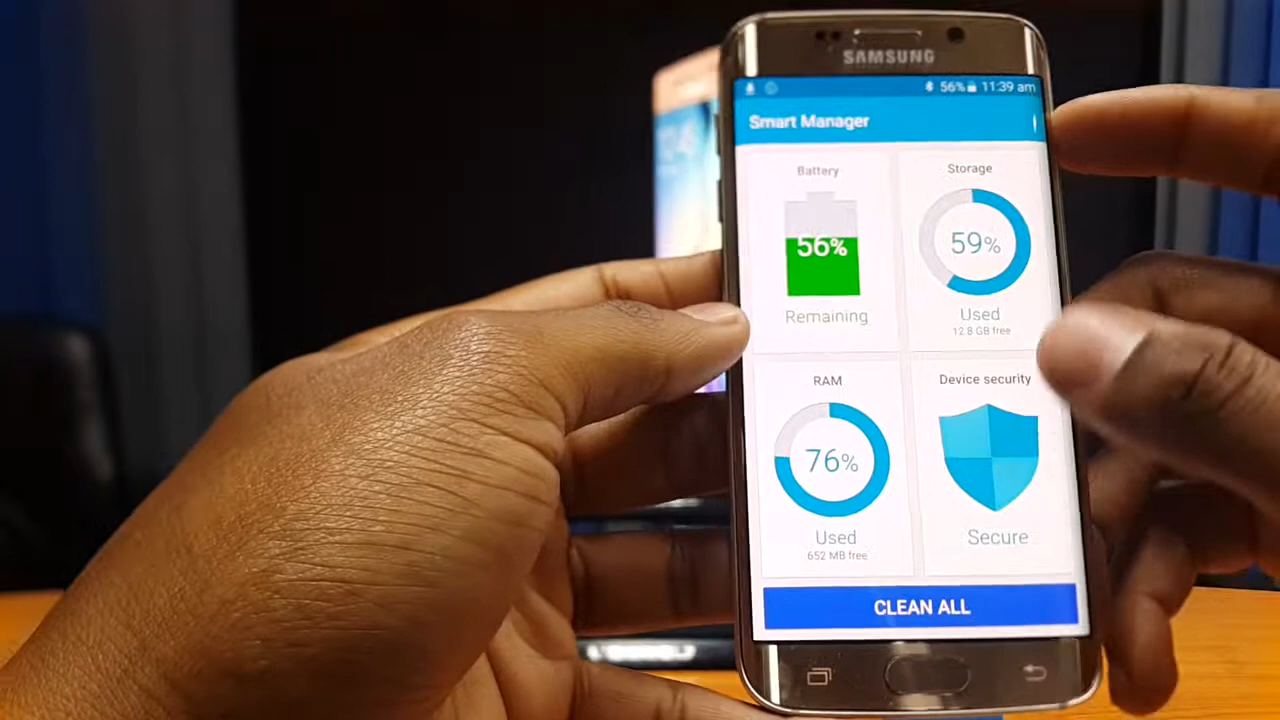 SAMSUNG
56% 11:39 am
Smart Manager
Battery
56%
Remaining
Storage
59%
Used
12.8 GB free
RAM
76%
Used
652 MB free
Device security
Secure
CLEAN ALL